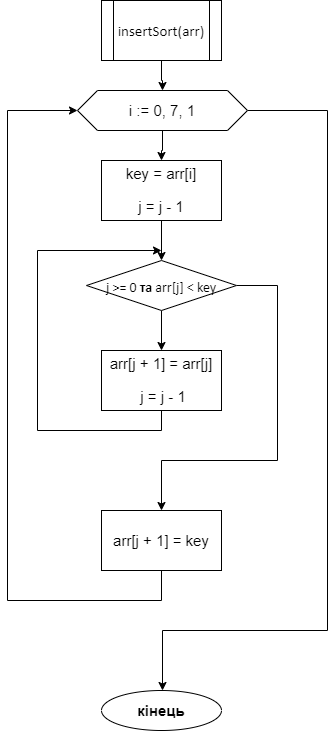 insertSort(arr)
i := 0, 7, 1
key = arr[i]
j = j - 1
j >= 0 та arr[j] < key
arr[j + 1] = arr[j]
j = j - 1
arr[j + 1] = key
кінець